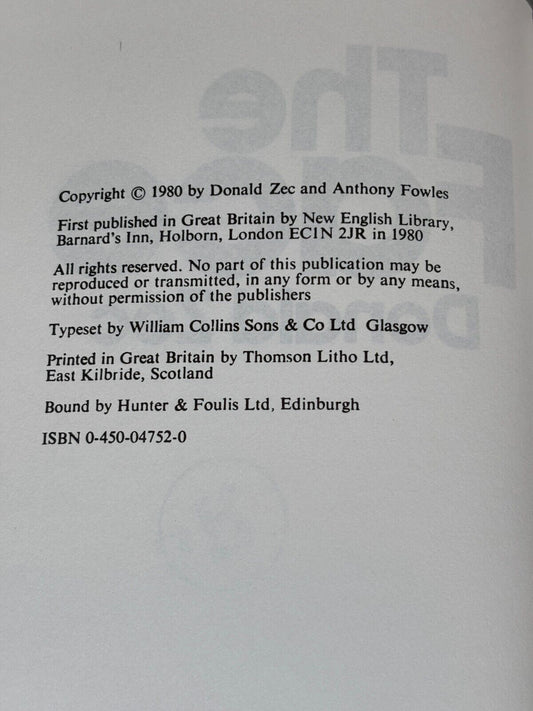 Copyright © 1980 by Donald Zec and Anthony Fowles
First published in Great Britain by New English Library,
Barnard's Inn, Holborn, London EC1N 2JR in 1980
All rights reserved. No part of this publication may be
reproduced or transmitted, in any form or by any means,
without permission of the publishers
Typeset by William Collins Sons & Co Ltd Glasgow
Printed in Great Britain by Thomson Litho Ltd,
East Kilbride, Scotland
Bound by Hunter & Foulis Ltd, Edinburgh
ISBN 0-450-04752-0
The
Donald